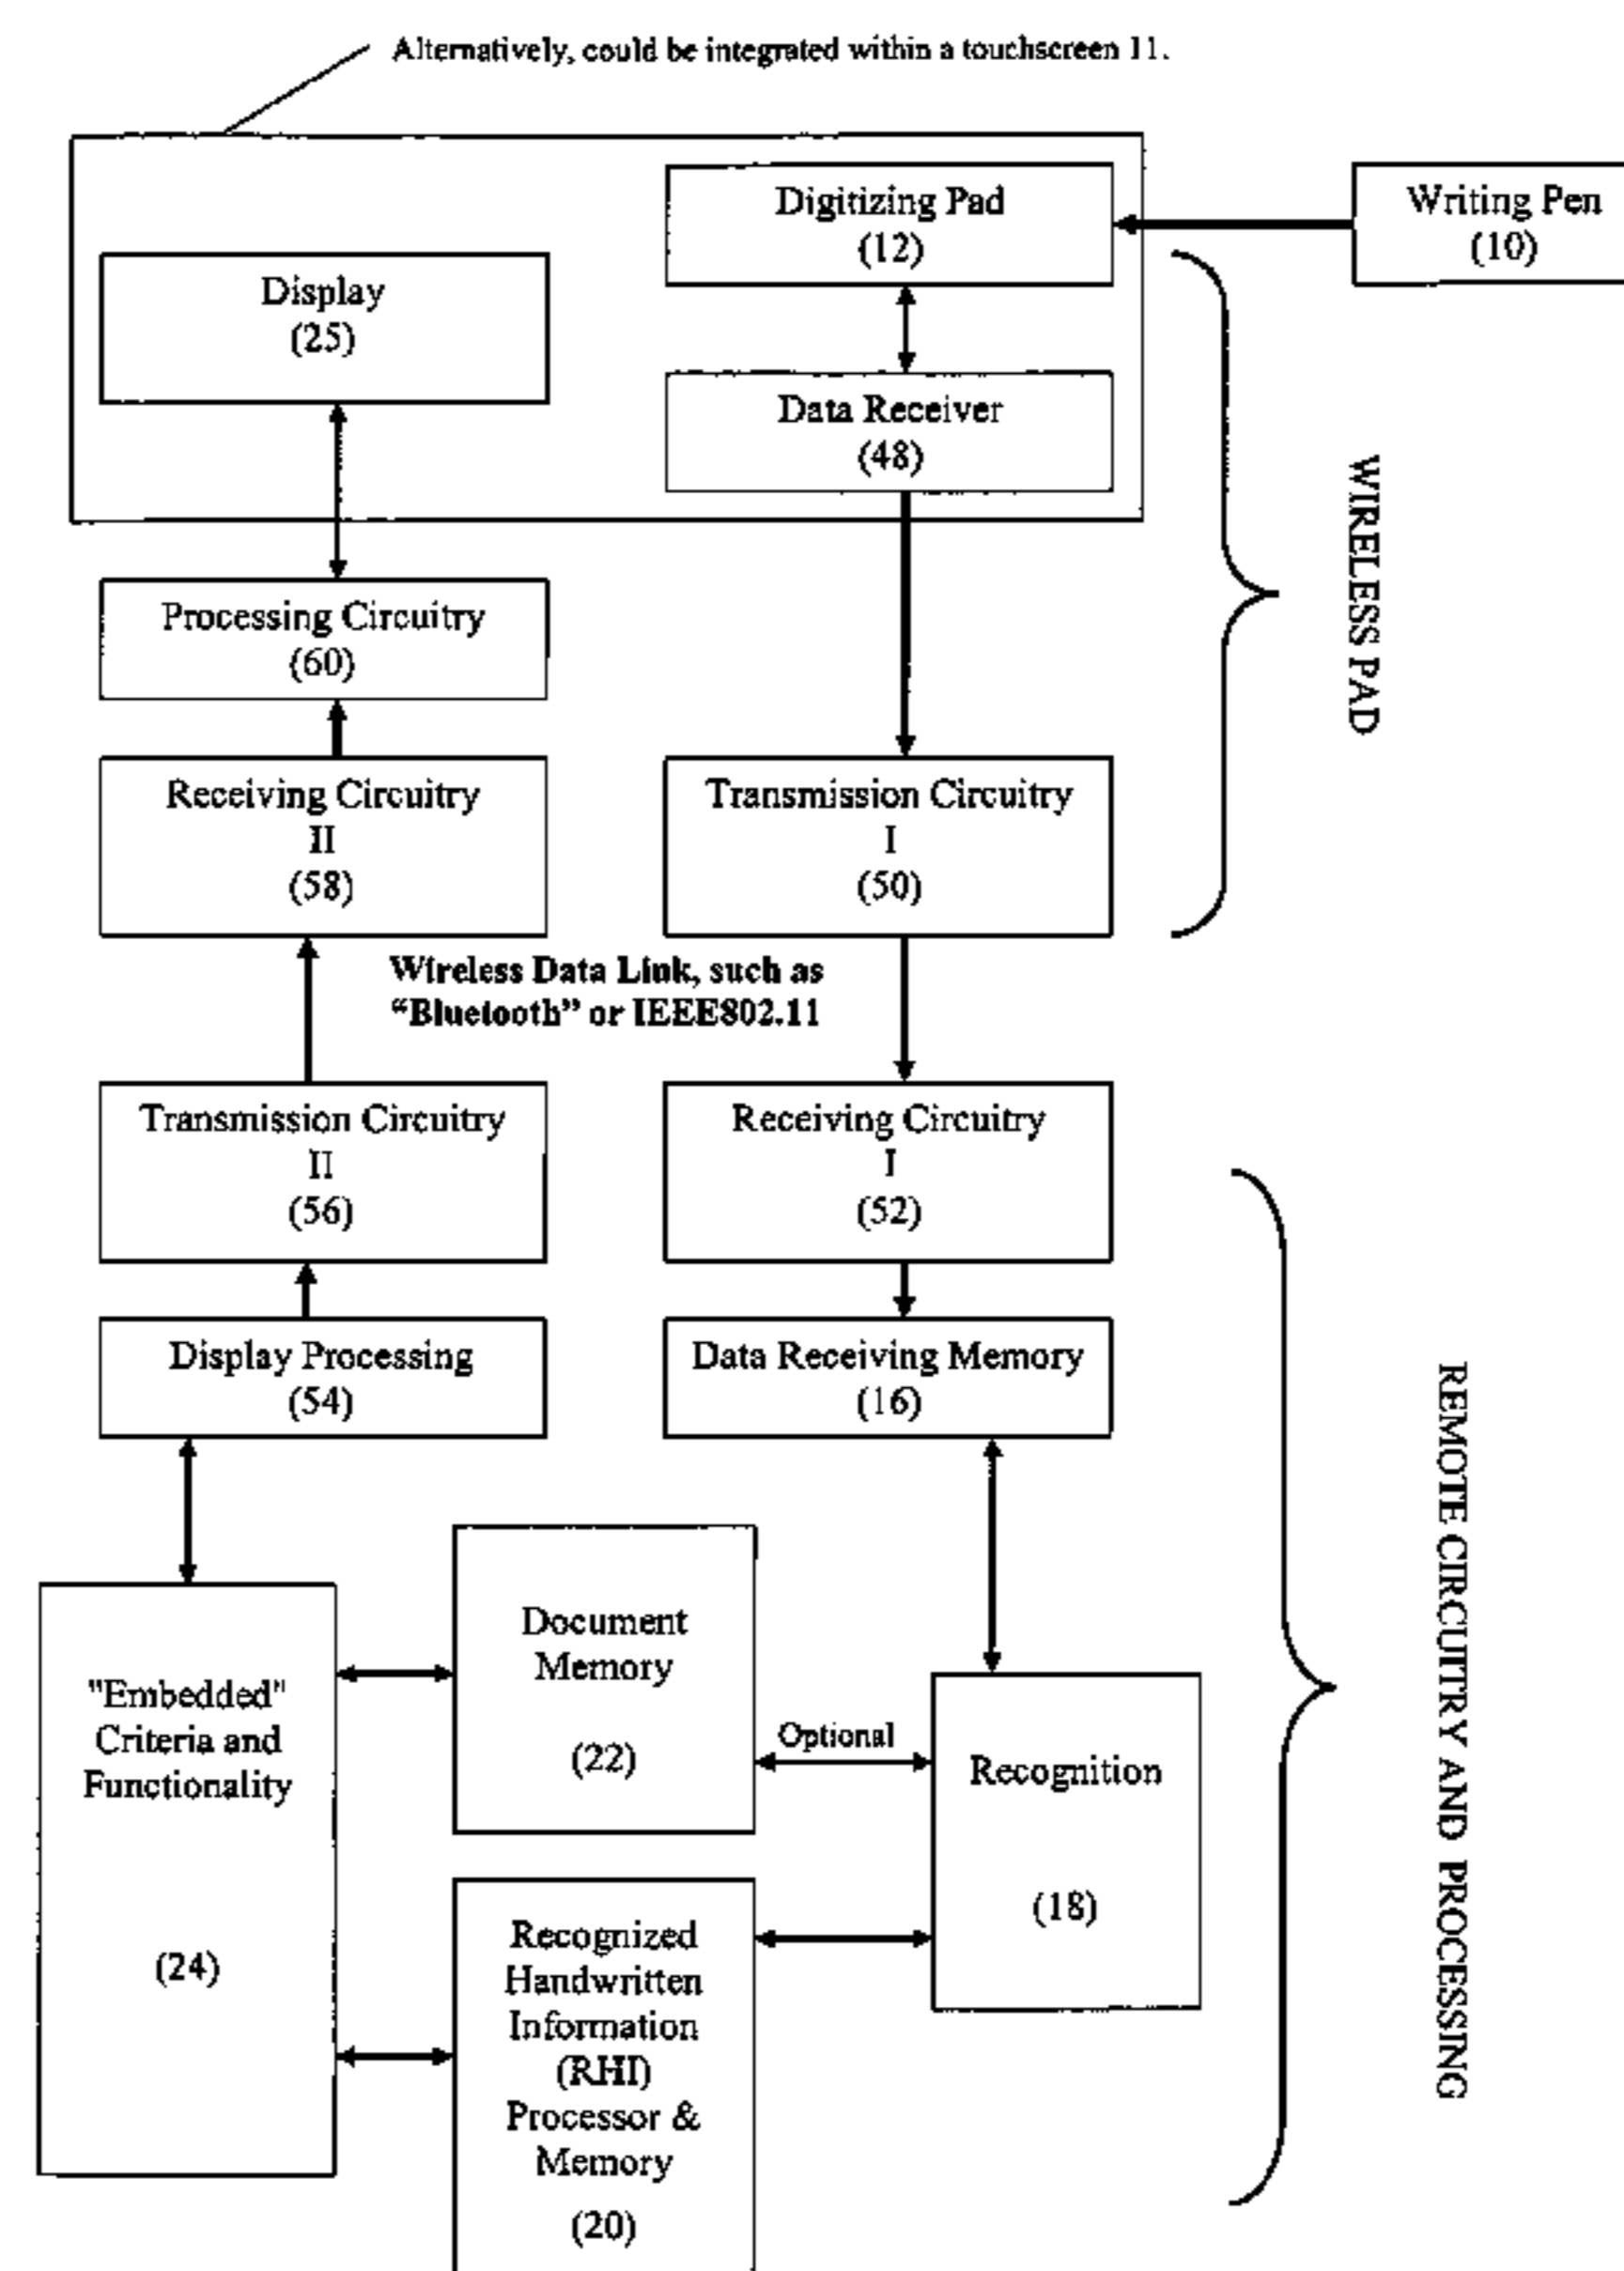 Alternatively, could be integrated within a touchscreen 11.
Digitizing Pad
(12)
Writing Pen
(10)
Display
(25)
Data Receiver
(48)
WIRELESS PAD
Processing Circuitry
(60)
Receiving Circuitry
II
(58)
Transmission Circuitry
I
(50)
Wireless Data Link, such as
“Bluetooth” or IEEE802.11
Transmission Circuitry
II
(56)
Receiving Circuitry
I
(52)
Display Processing
(54)
Data Receiving Memory
(16)
REMOTE CIRCUITRY AND PROCESSING
"Embedded"
Criteria and
Functionality
(24)
Document
Memory
(22)
Optional
Recognition
(18)
Recognized
Handwritten
Information
(RHI)
Processor &
Memory
(20)